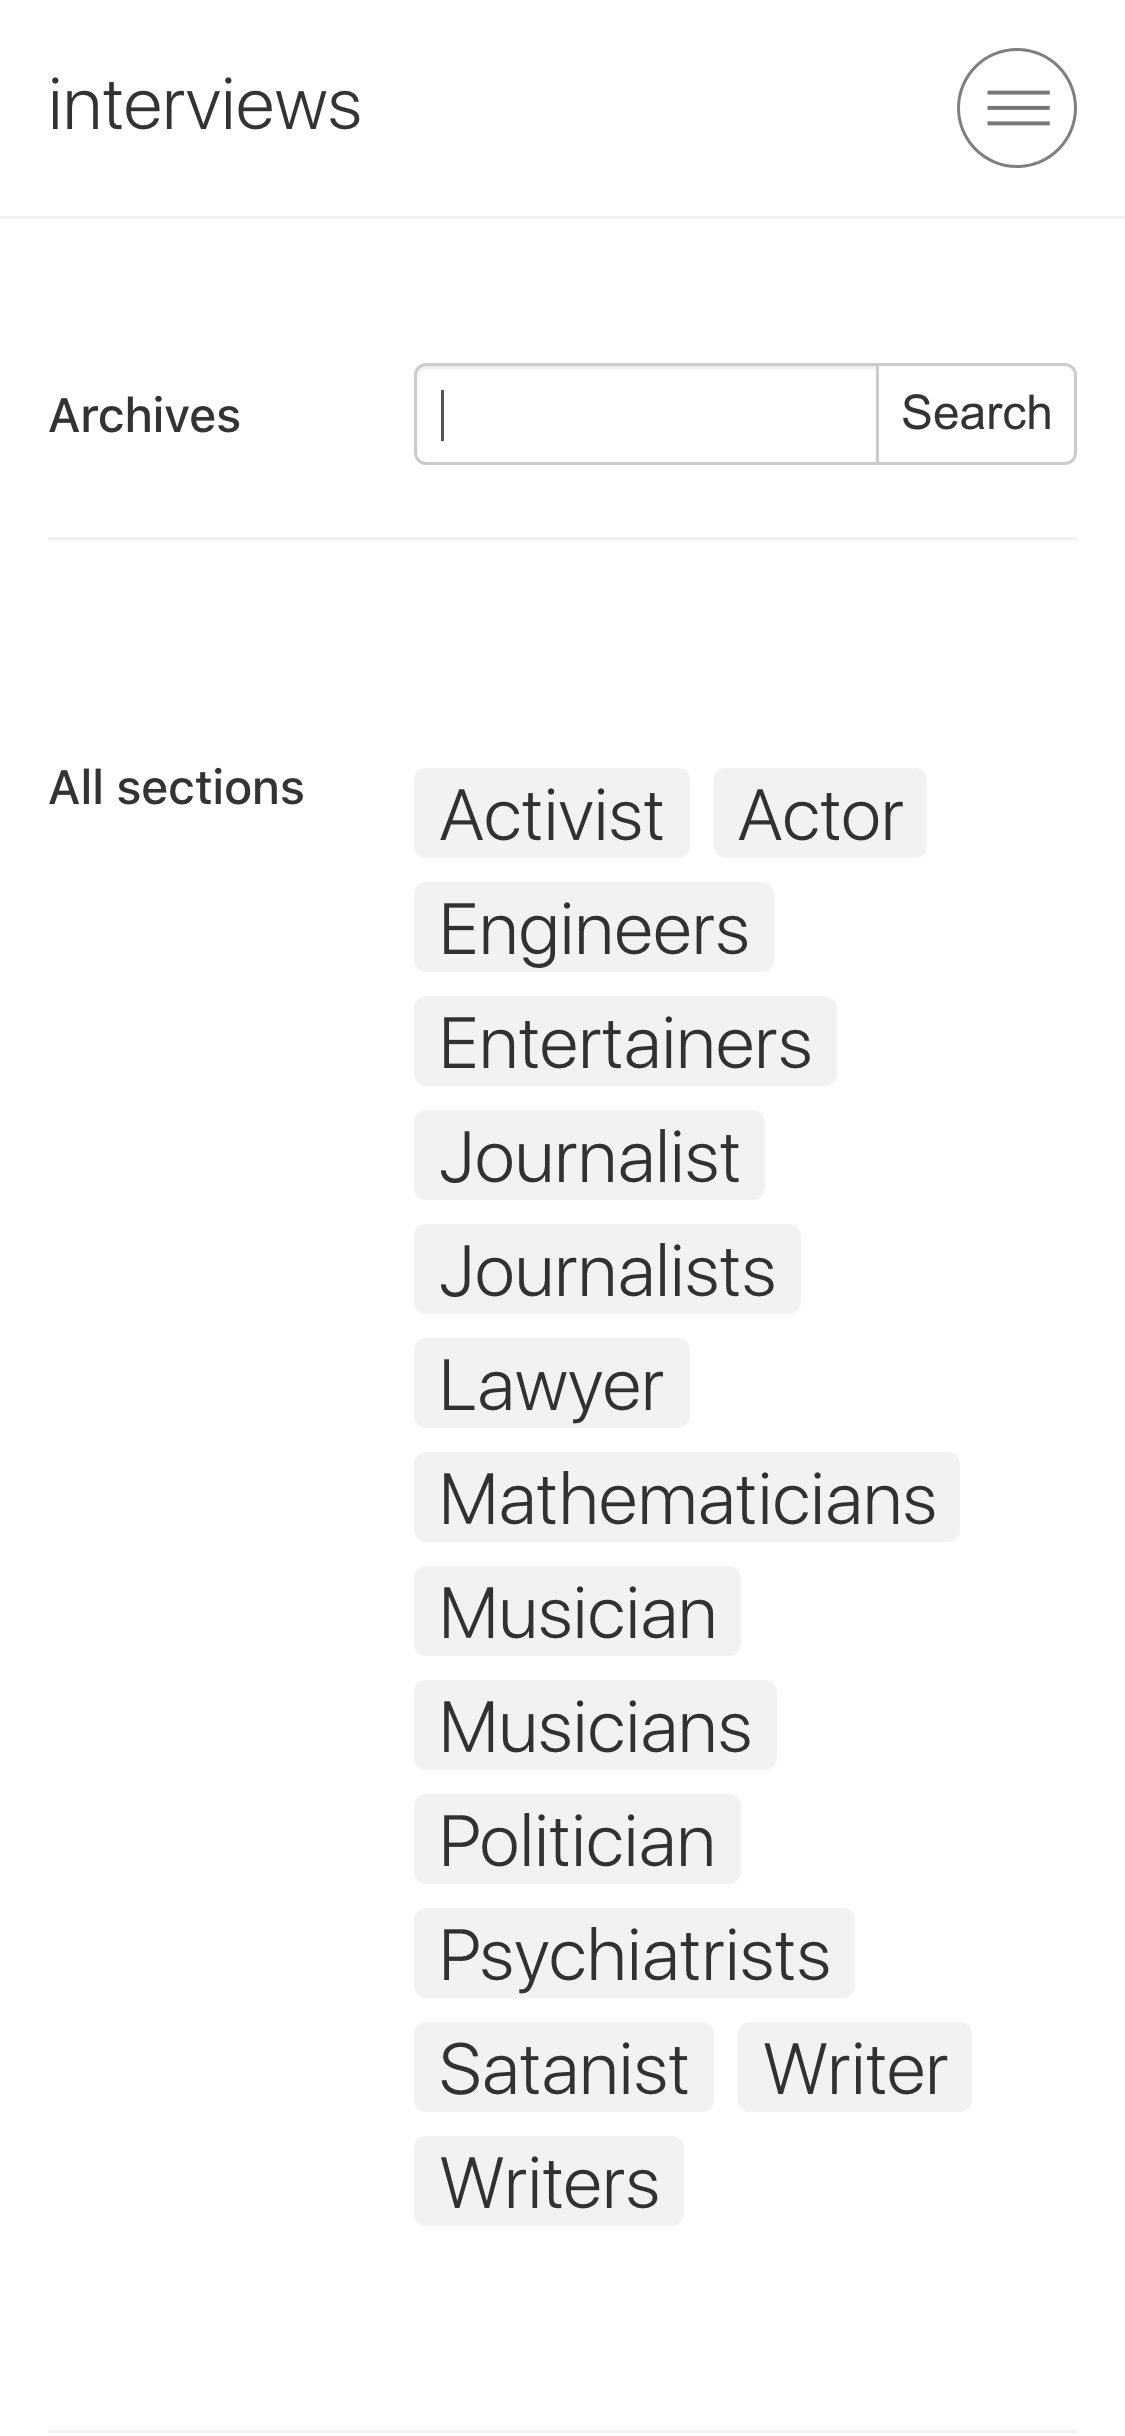 interviews
Archives
Search
All sections
Activist Actor
Engineers
Entertainers
Journalist
Journalists
Lawyer
Mathematicians
Musician
Musicians
Politician
Psychiatrists
Satanist Writer
Writers